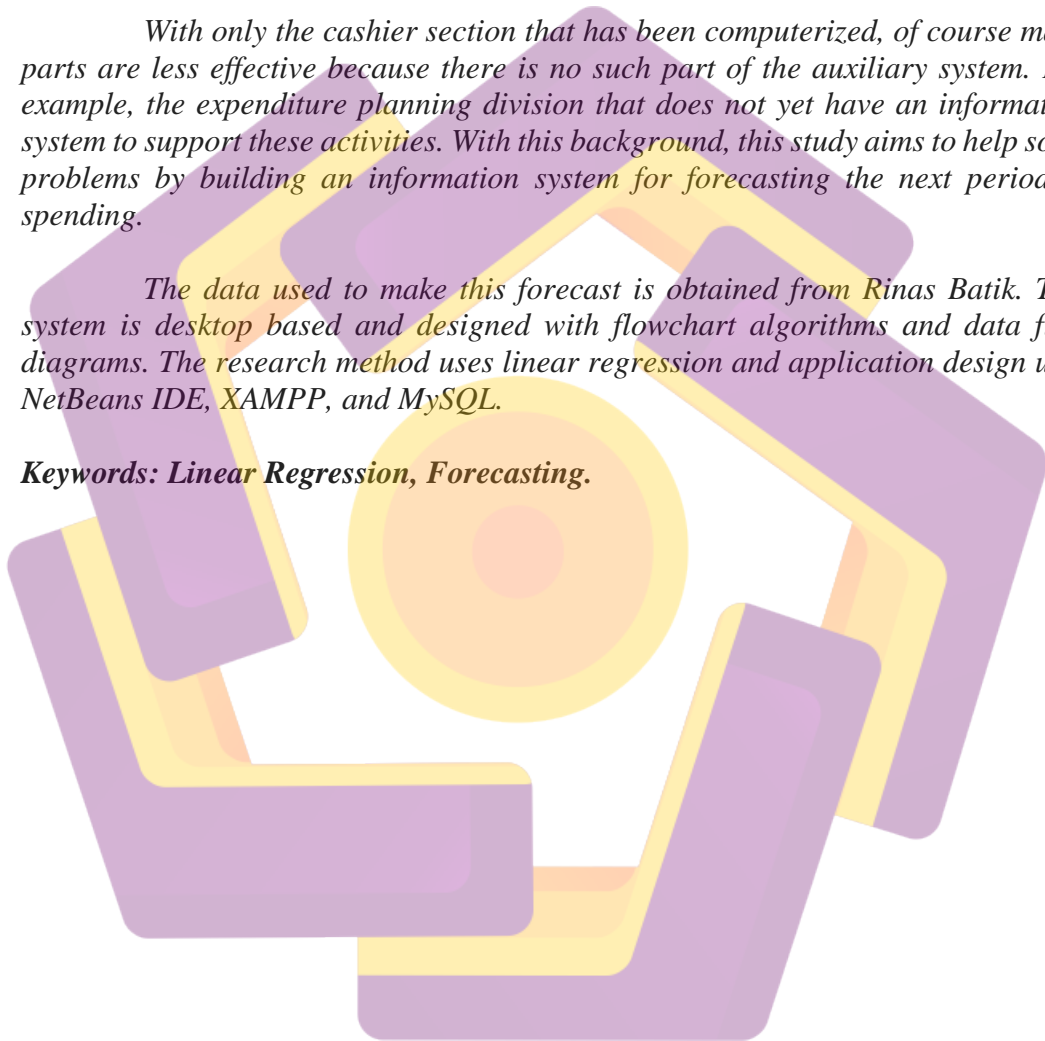 With only the cashier section that has been computerized, of course
parts are less effective because there is no such part of the auxiliary system.
example, the expenditure planning division that does not yet have an
system to support these activities. With this background, this study aims to help
problems by building an information system for forecasting the next
spending.
The data used to make this forecast is obtained from Rinas Batik.
system is desktop based and designed with flowchart algorithms and data
diagrams. The research method uses linear regression and application design
NetBeans IDE, XAMPP, and MySQL.
Keywords: Linear Regression, Forecasting.